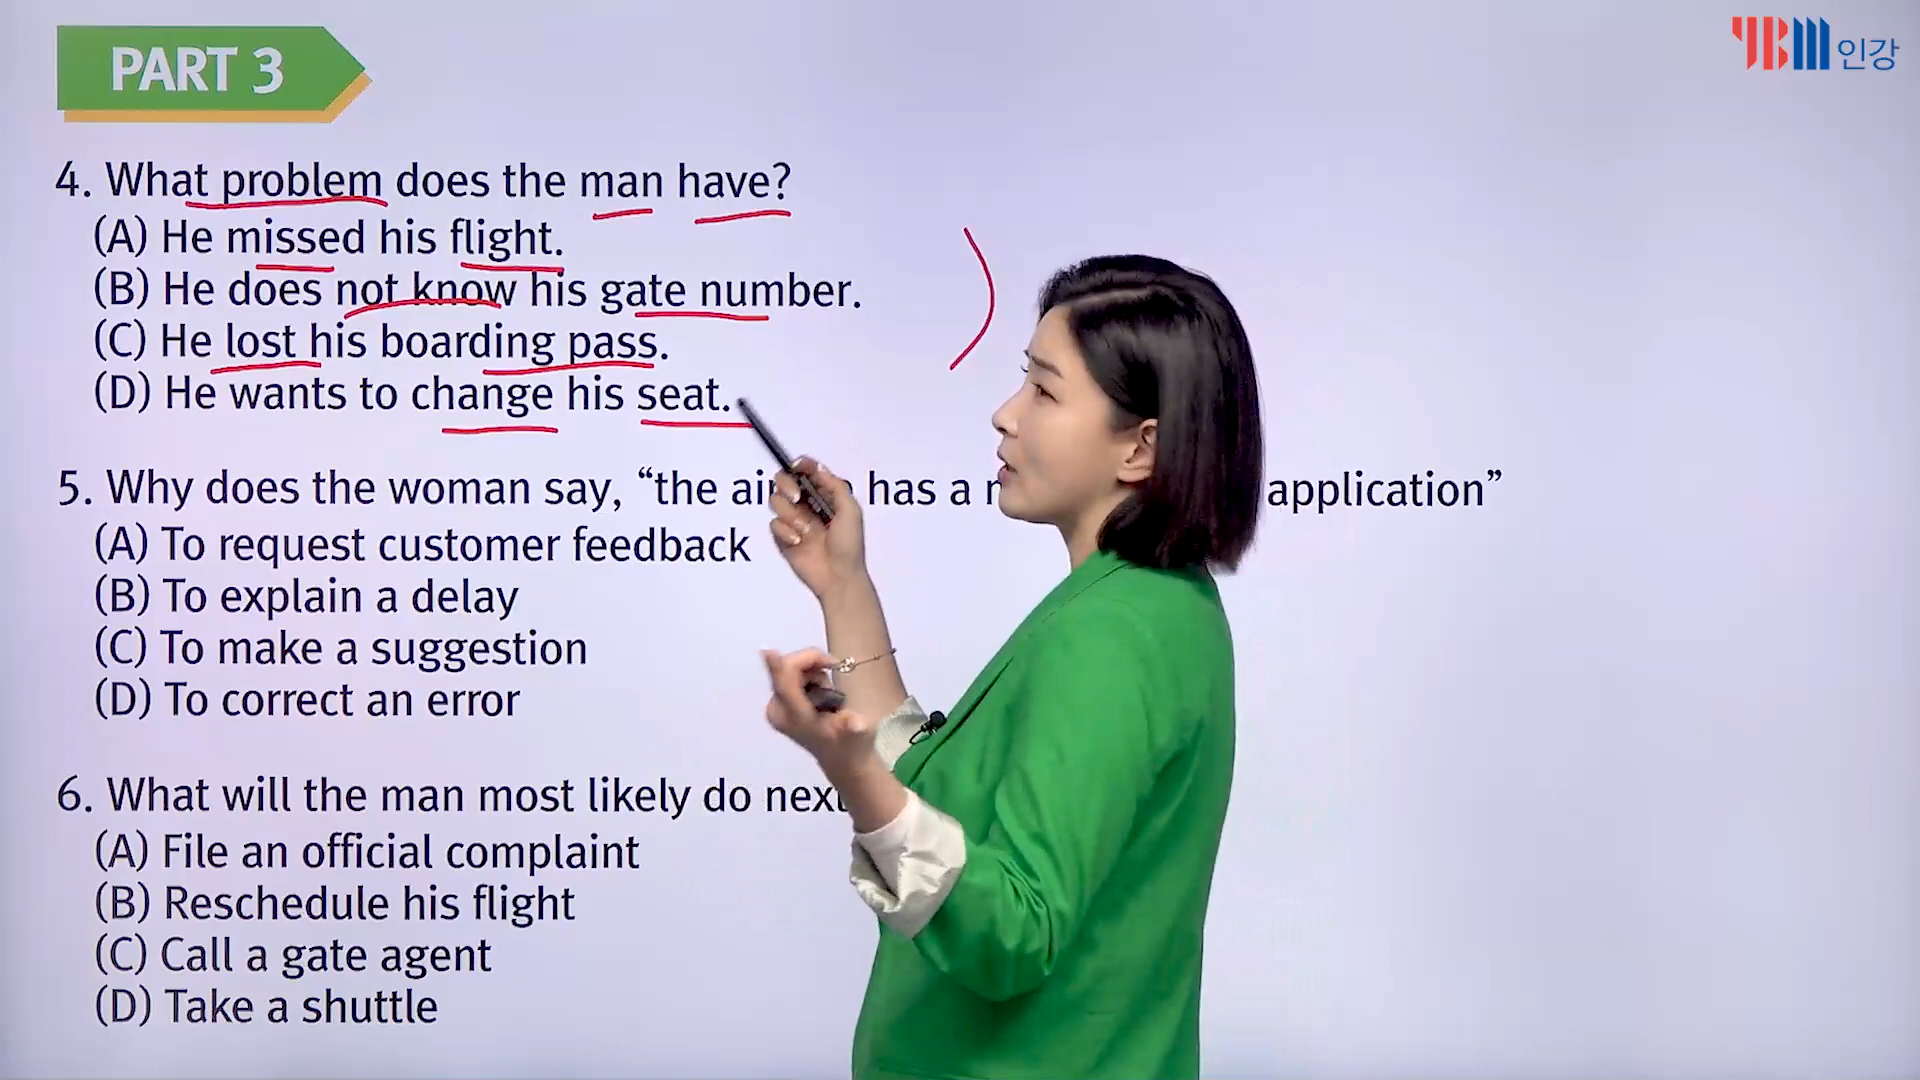 PART 3
YBM 인강
4. What problem does the man have?
(A) He missed his flight.
(B) He does not know his gate number.
(C) He lost his boarding pass.
(D) He wants to change his seat.
5. Why does the woman say, “the has a application”
(A) To request customer feedback
(B) To explain a delay
(C) To make a suggestion
(D) To correct an error
6. What will the man most likely do next
(A) File an official complaint
(B) Reschedule his flight
(C) Call a gate agent
(D) Take a shuttle